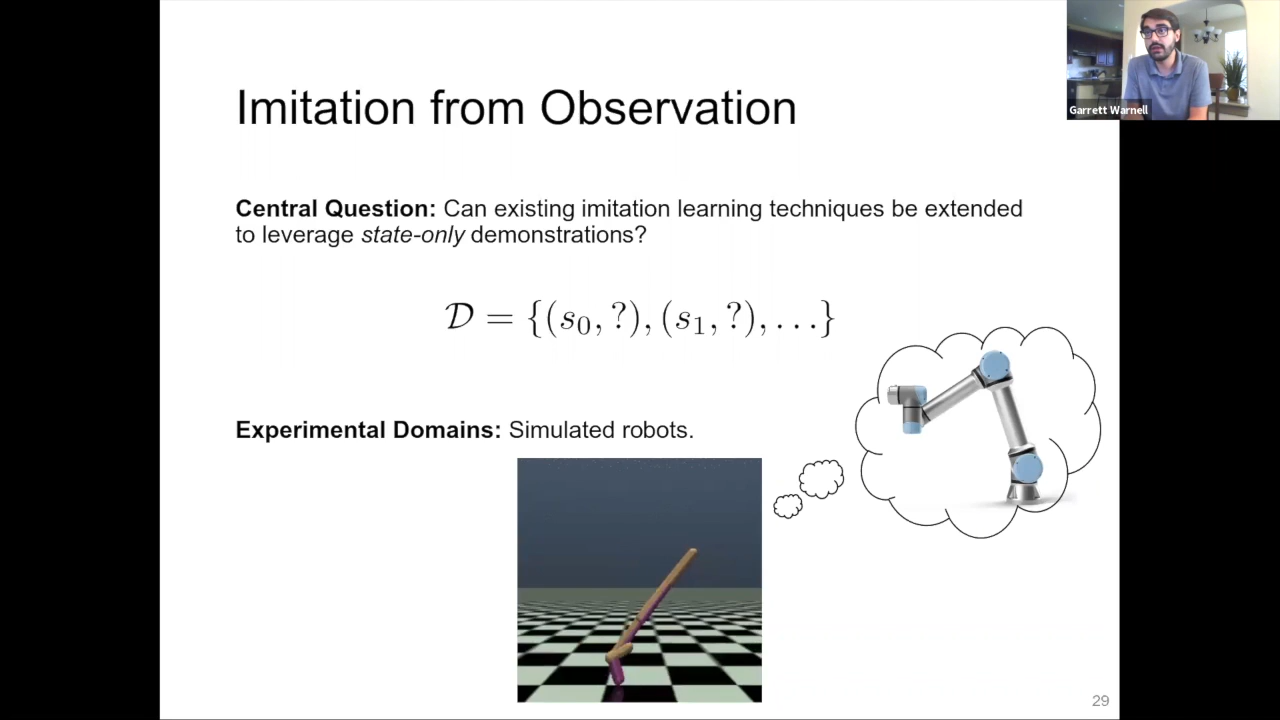 Garrett Warnell
Imitation from Observation
Central Question: Can existing imitation learning techniques be extended
to leverage state-only demonstrations?
𝒟 = {(s₀, ?), (s₁, ?), . . .}
Experimental Domains: Simulated robots.
29